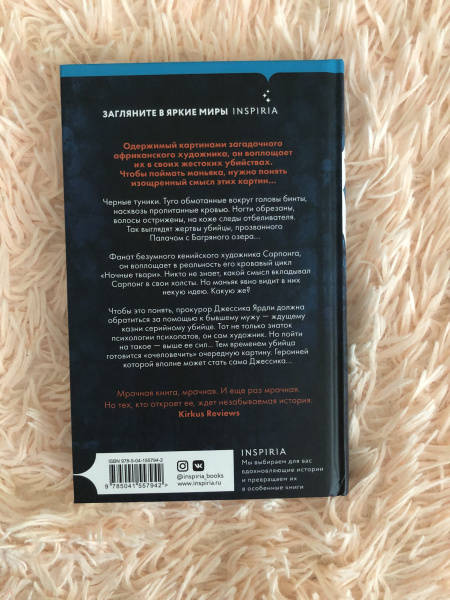 ЗАГЛЯНИТЕ В ЯРКИЕ МИРЫ INSPIRIA
Одержимый картинами загадочного
африканского художника, он воплощает
их в своих жестоких убийствах.
Чтобы поймать маньяка, нужно понять
изощренный смысл этих картин...
Черные туники. Туго обмотанные вокруг головы бинты,
насквозь пропитанные кровью. Ногти обрезаны,
волосы острижены, на коже следы отбеливателя.
Так выглядят жертвы убийцы, прозванного
Палачом с Багряного озера...
Фанат безумного кенийского художника Сарпонга,
он воплощает в реальность его кровавый цикл
«Ночные твари». Никто не знает, какой смысл вкладывал
Сарпонг в свои холсты. Но маньяк явно видит в них
некую идею. Какую же?
Чтобы это понять, прокурор Джессика Ярдли должна
обратиться за помощью к бывшему мужу — ждущему
казни серийному убийце. Тот не только знаток
психологии психопатов, он сам художник. Но пойти
на такое — выше ее сил... Тем временем убийца
готовится «очеловечить» очередную картину. Героиней
которой вполне может стать сама Джессика...
Мрачная книга, мрачная. И еще раз мрачная.
Но тех, кто откроет ее, ждет незабываемая история.
Kirkus Reviews
ISBN 978-5-04-155794-2
9 785041 557942 >
@inspiria_books
www.inspiria.ru
INSPIRIA
Мы выбираем для вас
вдохновляющие истории
и превращаем их
в особенные книги